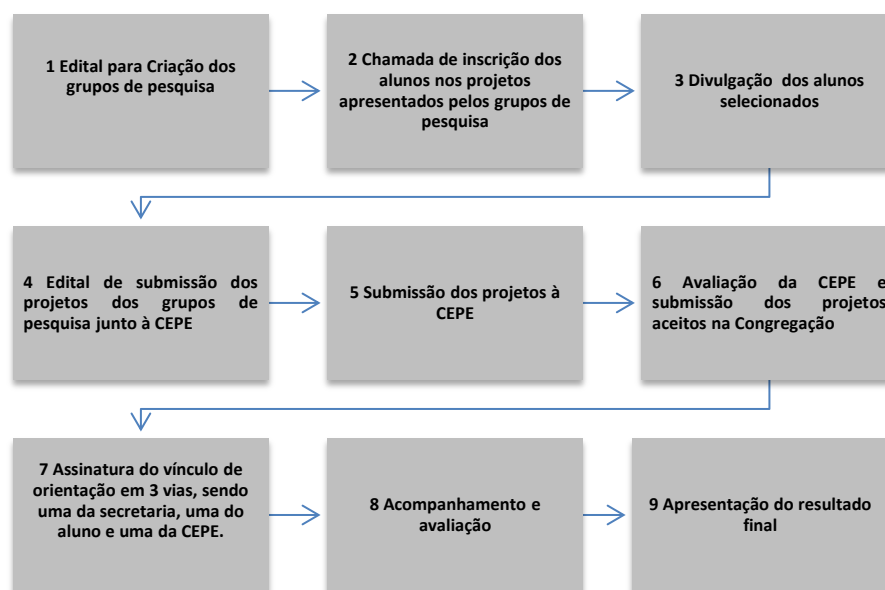 1 Edital para Criação dos
grupos de pesquisa
2 Chamada de inscrição dos
alunos nos projetos
apresentados pelos grupos de
pesquisa
3 Divulgação dos alunos
selecionados
4 Edital de submissão dos
projetos dos grupos de
pesquisa junto à CEPE
5 Submissão dos projetos à
CEPE
6 Avaliação da CEPE e
submissão dos projetos
aceitos na Congregação
7 Assinatura do vínculo de
orientação em 3 vias, sendo
uma da secretaria, uma do
aluno e uma da CEPE.
8 Acompanhamento e
avaliação
9 Apresentação do resultado
final